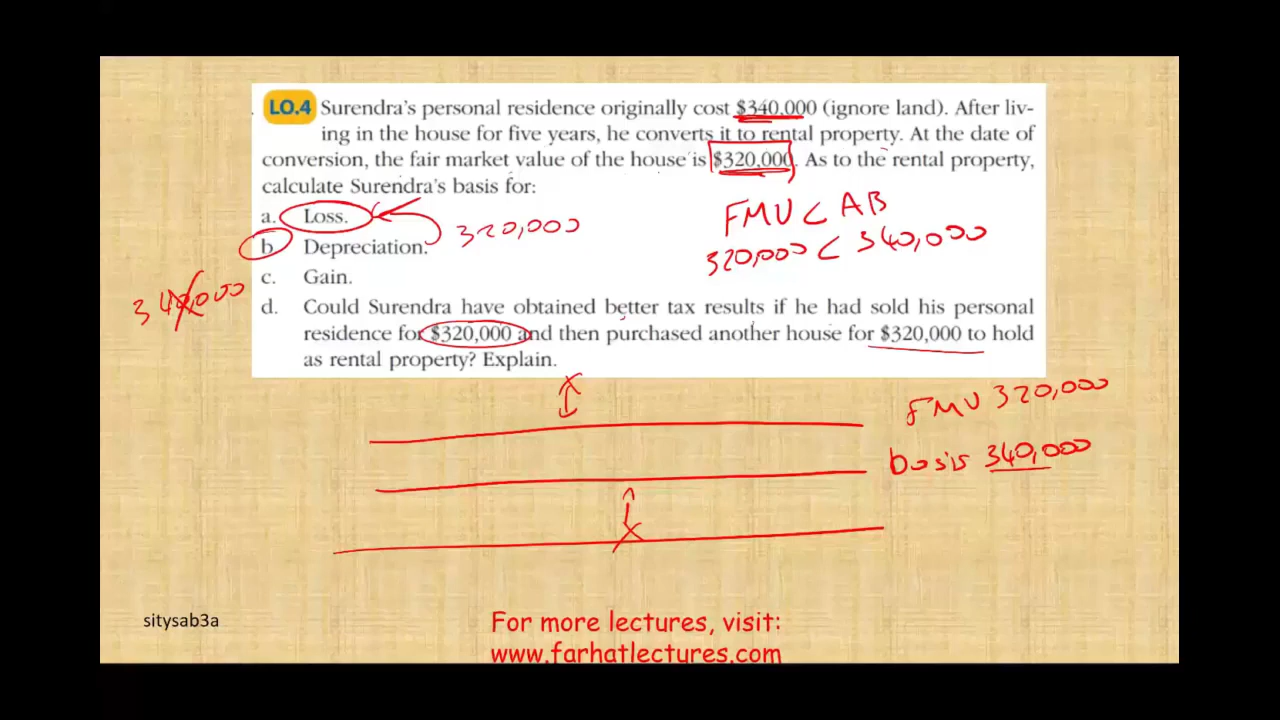 LO.4 Surendra's personal residence originally cost $340,000 (ignore land). After liv-
ing in the house for five years, he converts it to rental property. At the date of
conversion, the fair market value of the house is $320,000. As to the rental property,
calculate Surendra's basis for:
a. Loss.
b. Depreciation.
320,000
FMV < AB
320,000 < 340,000
c. Gain.
340,000
d. Could Surendra have obtained better tax results if he had sold his personal
residence for $320,000 and then purchased another house for $320,000 to hold
as rental property? Explain.
FMV 320,000
basis 340,000
sitysab3a
For more lectures, visit:
www.farhatlectures.com